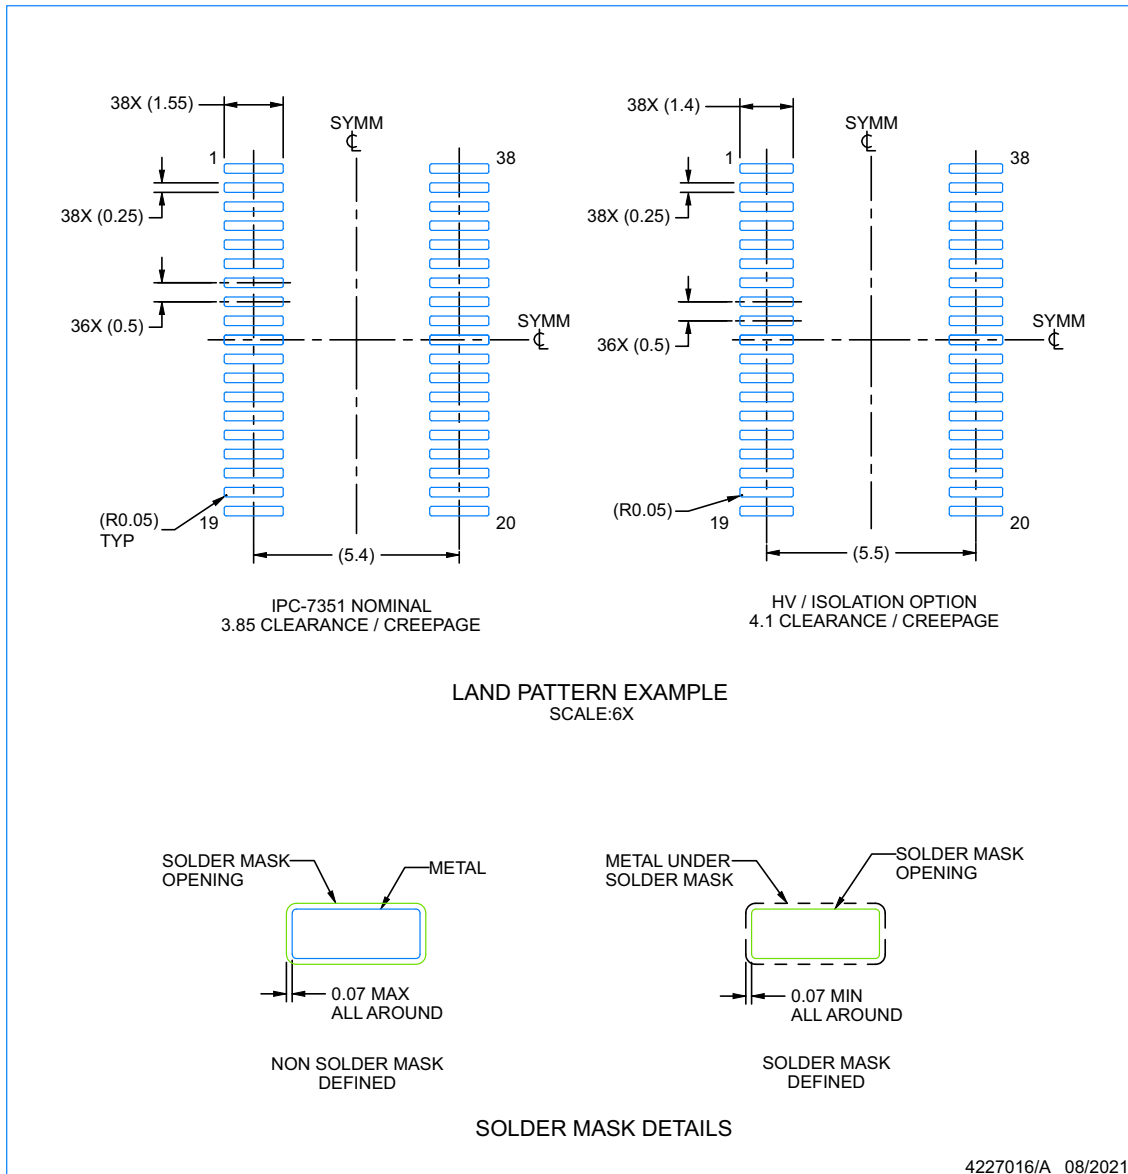 38X (1.55)
SYMM
℄
1
38
38X (0.25)
36X (0.5)
SYMM
℄
(R0.05)
TYP
19
20
(5.4)
IPC-7351 NOMINAL
3.85 CLEARANCE / CREEPAGE
38X (1.4)
SYMM
℄
1
38
38X (0.25)
36X (0.5)
SYMM
℄
(R0.05)
19
20
(5.5)
HV / ISOLATION OPTION
4.1 CLEARANCE / CREEPAGE
LAND PATTERN EXAMPLE
SCALE:6X
SOLDER MASK
OPENING
METAL
0.07 MAX
ALL AROUND
NON SOLDER MASK
DEFINED
METAL UNDER
SOLDER MASK
SOLDER MASK
OPENING
0.07 MIN
ALL AROUND
SOLDER MASK
DEFINED
SOLDER MASK DETAILS
4227016/A 08/2021